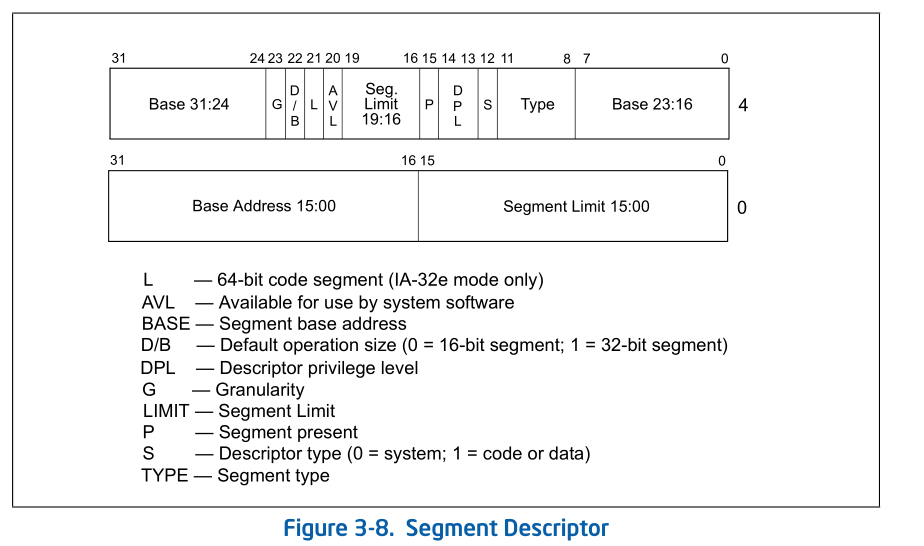 31 24 23 22 21 20 19 16 15 14 13 12 11 8 7 0
Base 31:24 G D/B L AVL Seg. Limit 19:16 P DPL S Type Base 23:16 4
31 16 15 0
Base Address 15:00 Segment Limit 15:00 0
L — 64-bit code segment (IA-32e mode only)
AVL — Available for use by system software
BASE — Segment base address
D/B — Default operation size (0 = 16-bit segment; 1 = 32-bit segment)
DPL — Descriptor privilege level
G — Granularity
LIMIT — Segment Limit
P — Segment present
S — Descriptor type (0 = system; 1 = code or data)
TYPE — Segment type
Figure 3-8. Segment Descriptor